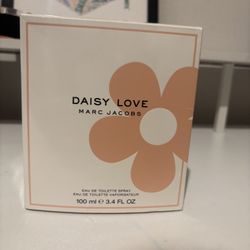 DAISY LOVE
MARC JACOBS
EAU DE TOILETTE SPRAY
EAU DE TOILETTE VAPORISATEUR
100 ml ℮ 3.4 FL OZ